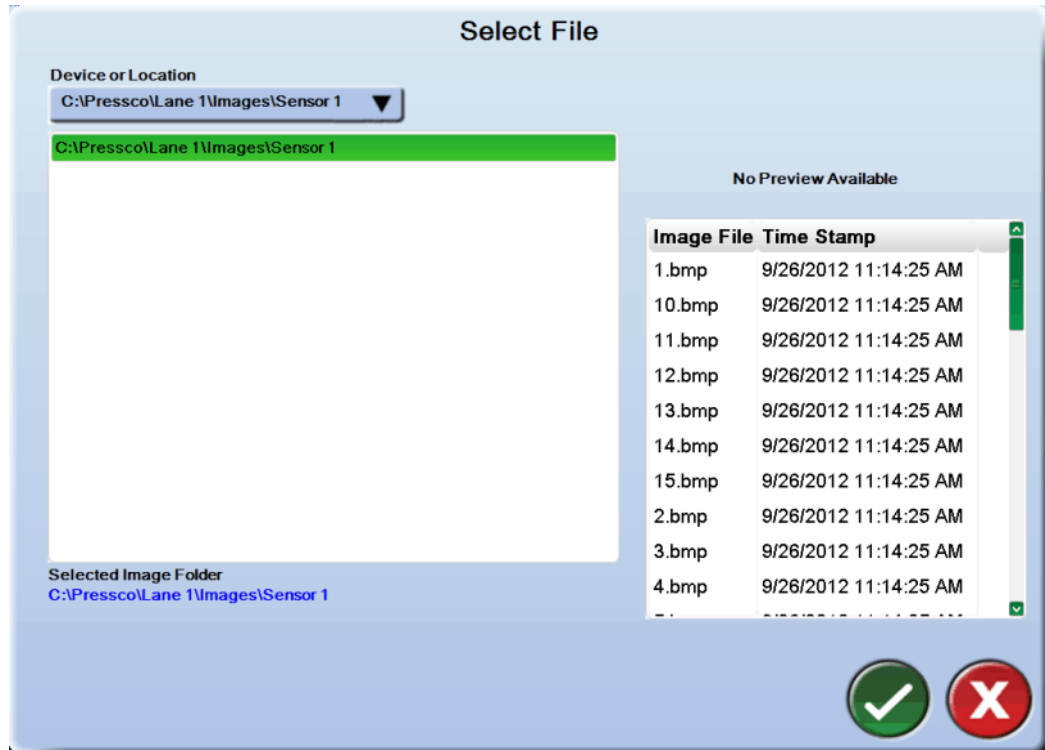 Select File
Device or Location
C:\Pressco\Lane 1\Images\Sensor 1
C:\Pressco\Lane 1\Images\Sensor 1
No Preview Available
Image File Time Stamp
1.bmp 9/26/2012 11:14:25 AM
10.bmp 9/26/2012 11:14:25 AM
11.bmp 9/26/2012 11:14:25 AM
12.bmp 9/26/2012 11:14:25 AM
13.bmp 9/26/2012 11:14:25 AM
14.bmp 9/26/2012 11:14:25 AM
15.bmp 9/26/2012 11:14:25 AM
2.bmp 9/26/2012 11:14:25 AM
3.bmp 9/26/2012 11:14:25 AM
4.bmp 9/26/2012 11:14:25 AM
Selected Image Folder
C:\Pressco\Lane 1\Images\Sensor 1